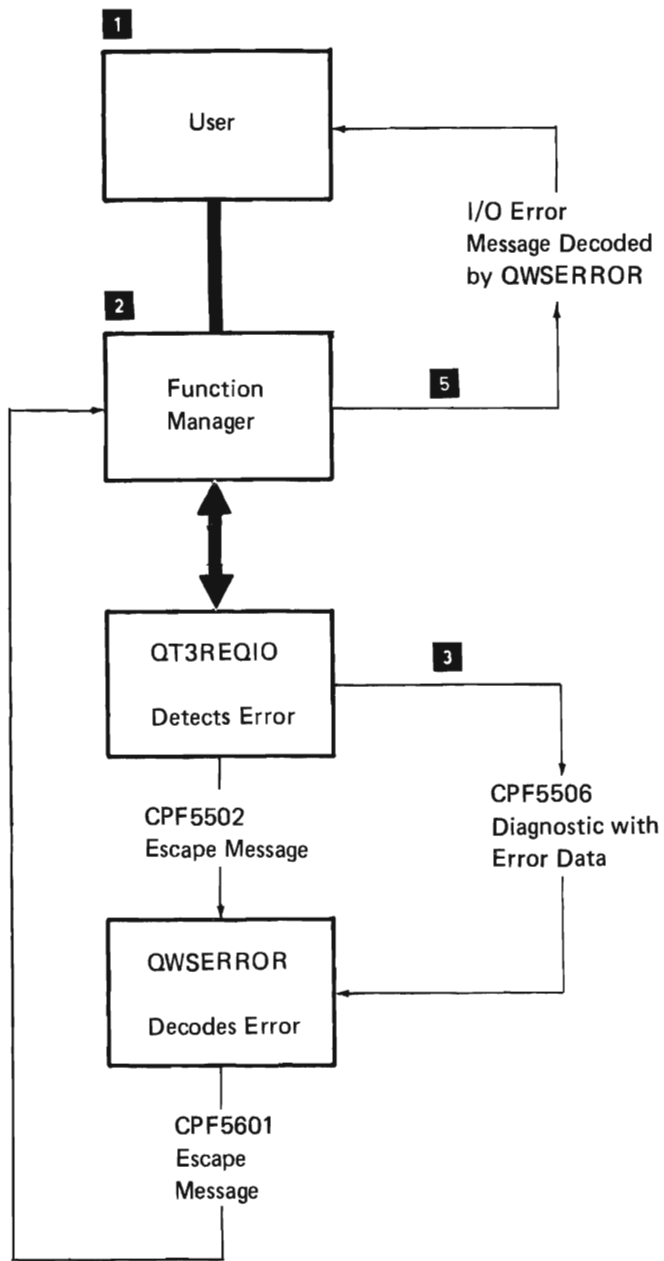 1
User
I/O Error
Message Decoded
by QWSERROR
2
Function
Manager
5
QT3REQIO
Detects Error
3
CPF5502
Escape Message
CPF5506
Diagnostic with
Error Data
QWSERROR
Decodes Error
CPF5601
Escape
Message